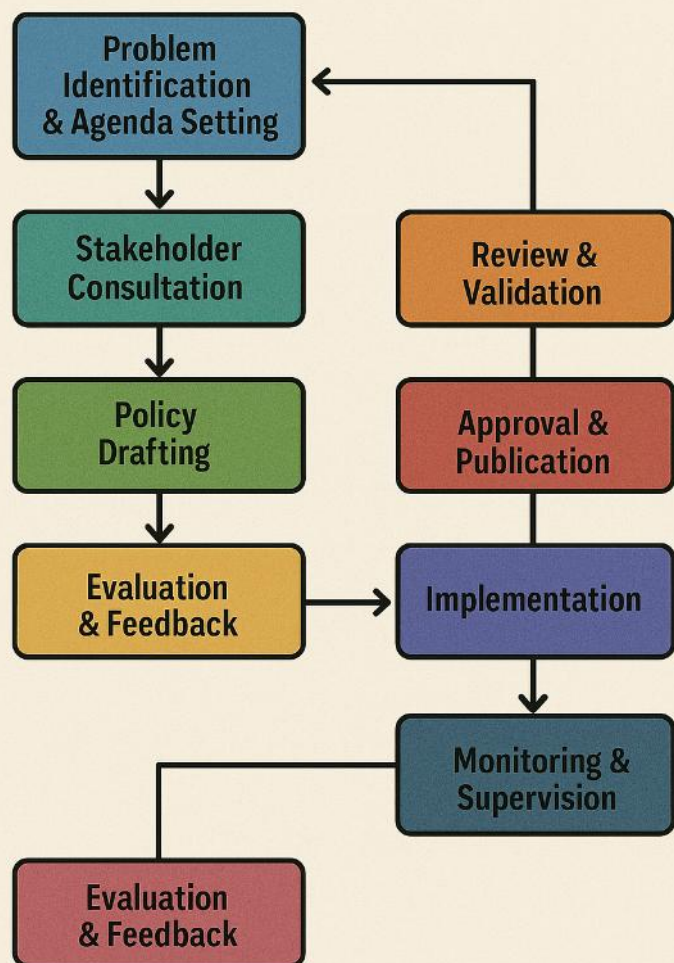 Problem
Identification
& Agenda Setting
Stakeholder
Consultation
Policy
Drafting
Evaluation
& Feedback
Review &
Validation
Approval &
Publication
Implementation
Monitoring &
Supervision
Evaluation
& Feedback